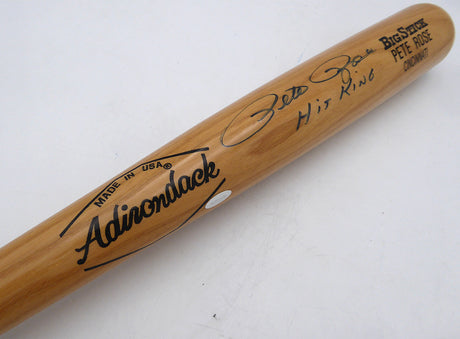 BIG STICK
PETE ROSE
CINCINNATI
Pete Rose
Hit King
MADE IN USA®
Adirondack